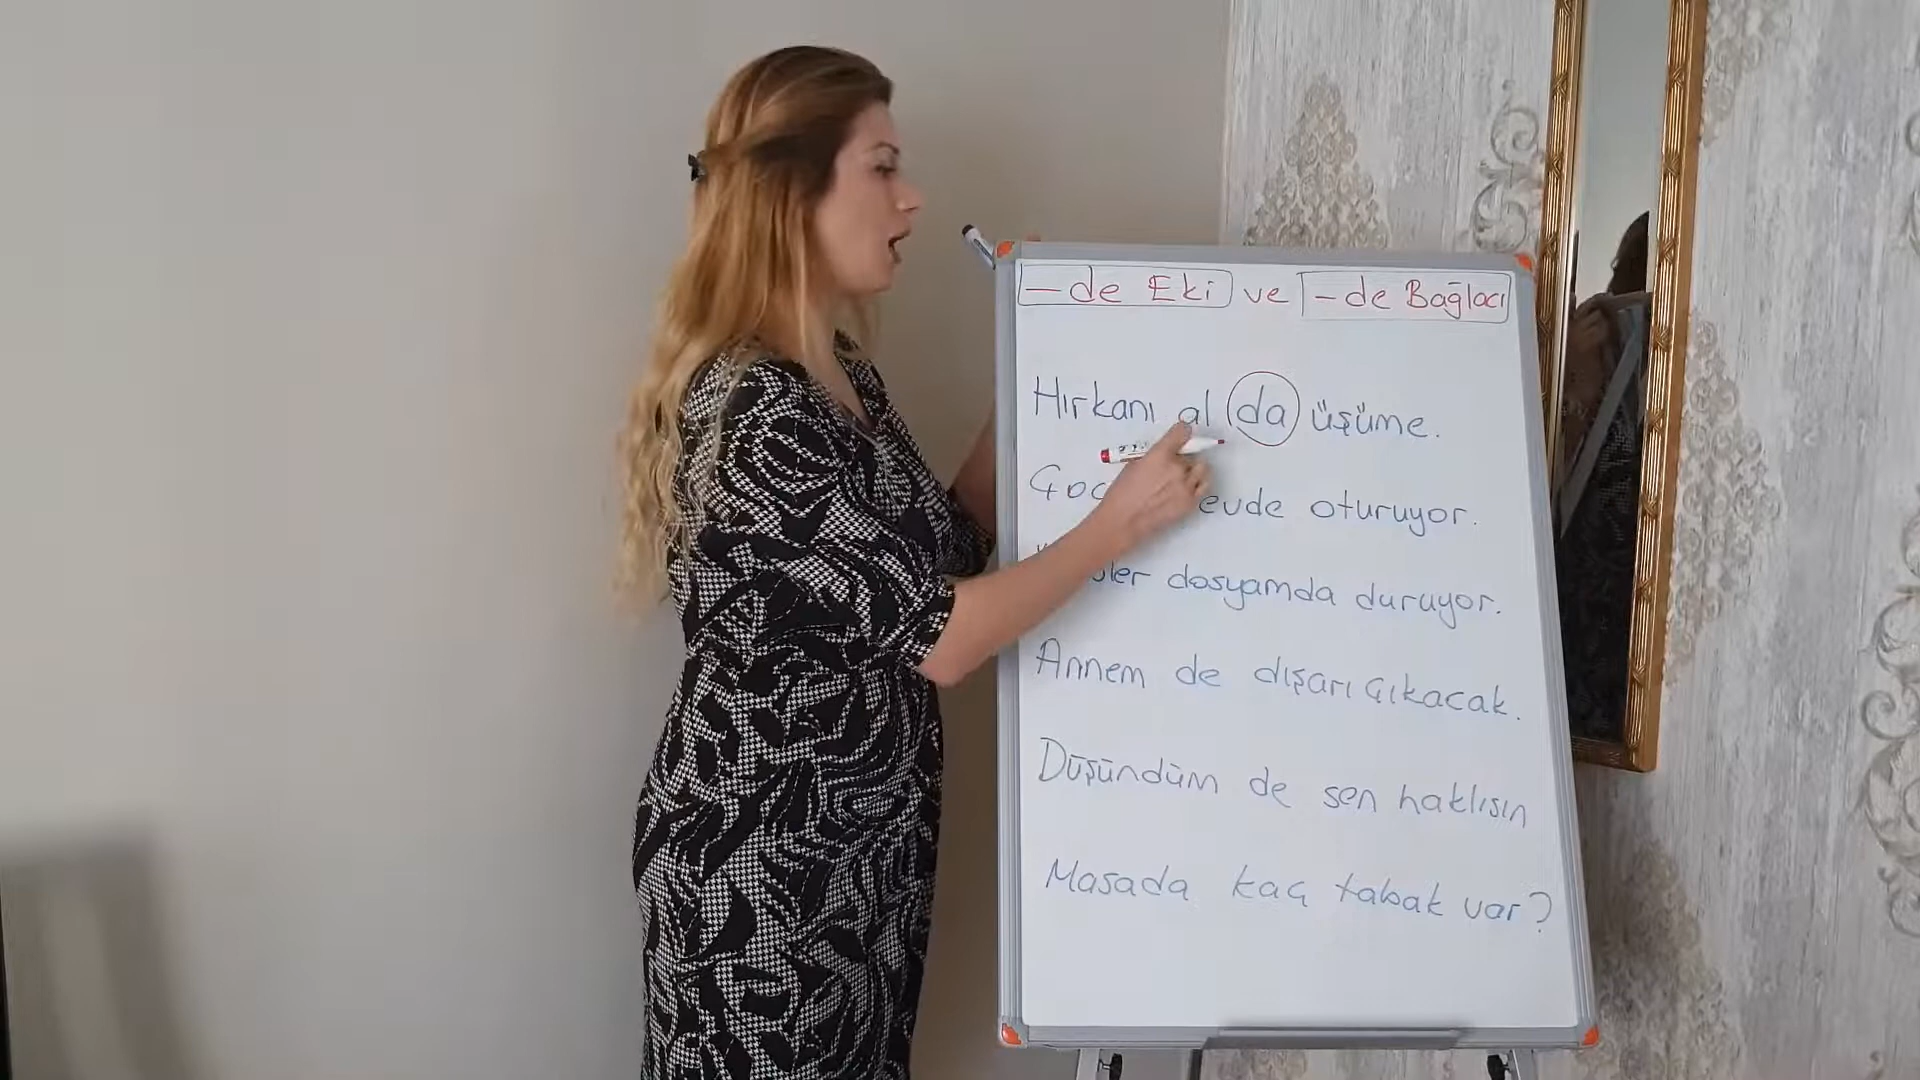 -de Eki ve -de Bağlacı
Hırkanı al da üşüme.
evde oturuyor.
dosyamda duruyor.
Annem de dışarı çıkacak.
Düşündüm de sen haklısın
Masada kaç tabak var?